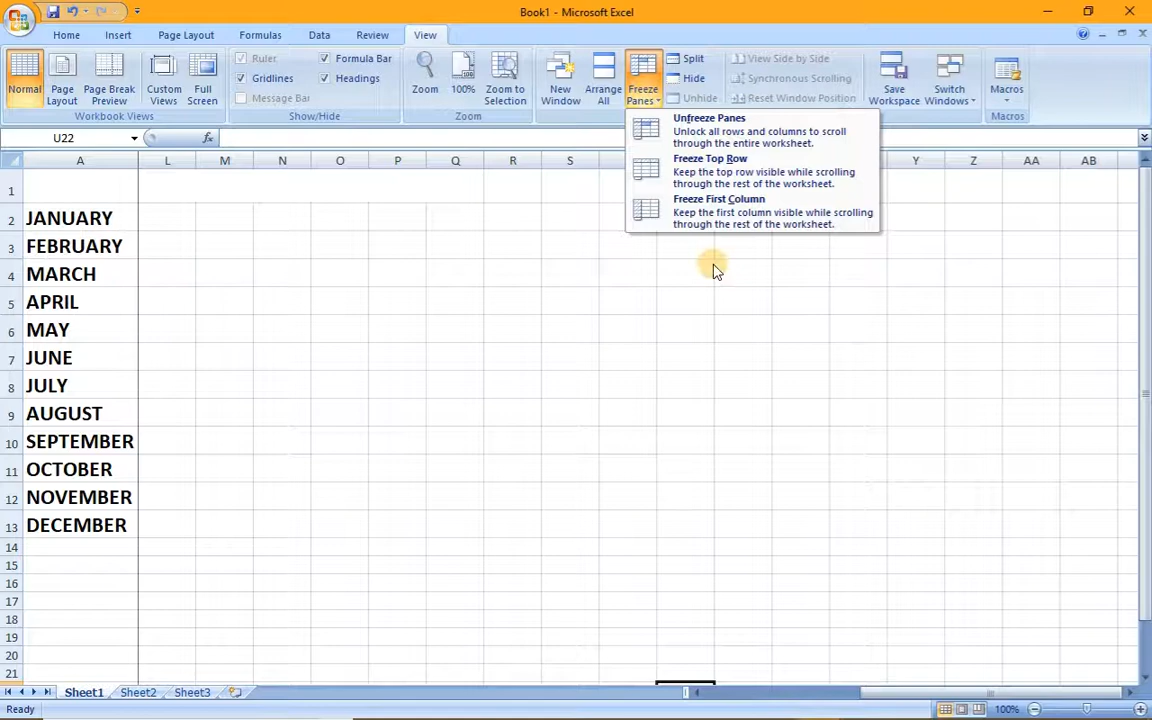 Book1 - Microsoft Excel
Home Insert Page Layout Formulas Data Review View
Normal
Page Layout
Page Break Preview
Custom Views
Full Screen
Workbook Views
Ruler
Formula Bar
Gridlines
Headings
Message Bar
Show/Hide
Zoom
100%
Zoom to Selection
Zoom
New Window
Arrange All
Freeze Panes
Split
Hide
Unhide
View Side by Side
Synchronous Scrolling
Reset Window Position
Save Workspace
Switch Windows
Macros
Macros
Unfreeze Panes
Unlock all rows and columns to scroll
through the entire worksheet.
Freeze Top Row
Keep the top row visible while scrolling
through the rest of the worksheet.
Freeze First Column
Keep the first column visible while scrolling
through the rest of the worksheet.
U22 fx
A L M N O P Q R S Y Z AA AB
1
2 JANUARY
3 FEBRUARY
4 MARCH
5 APRIL
6 MAY
7 JUNE
8 JULY
9 AUGUST
10 SEPTEMBER
11 OCTOBER
12 NOVEMBER
13 DECEMBER
14
15
16
17
18
19
20
21
Sheet1 Sheet2 Sheet3
Ready 100%